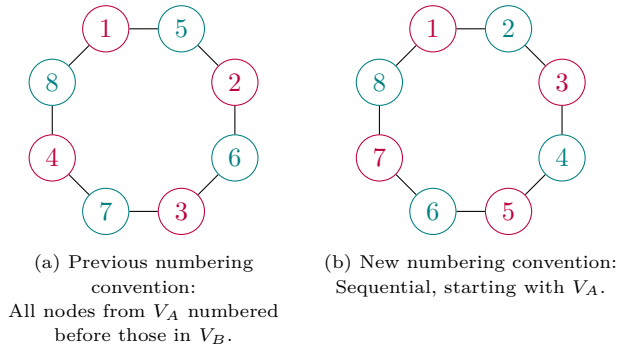 1 5
8 2
4 6
7 3
(a) Previous numbering
convention:
All nodes from V_A numbered
before those in V_B.
1 2
8 3
7 4
6 5
(b) New numbering convention:
Sequential, starting with V_A.